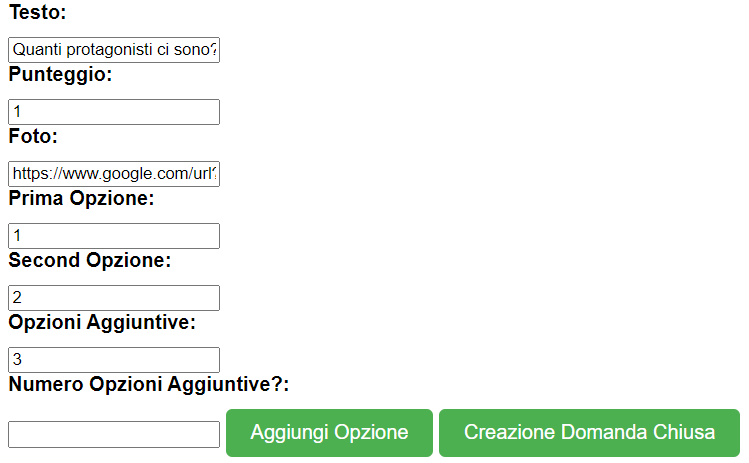 Testo:
Quanti protagonisti ci sono?
Punteggio:
1
Foto:
https://www.google.com/url?
Prima Opzione:
1
Second Opzione:
2
Opzioni Aggiuntive:
3
Numero Opzioni Aggiuntive?:
Aggiungi Opzione Creazione Domanda Chiusa